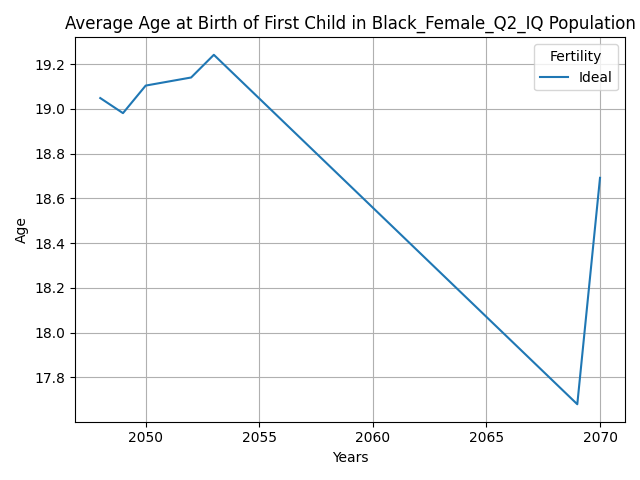 Average Age at Birth of First Child in Black_Female_Q2_IQ Population
Fertility
Ideal
19.2
19.0
18.8
18.6
18.4
18.2
18.0
17.8
Age
2050
2055
2060
2065
2070
Years